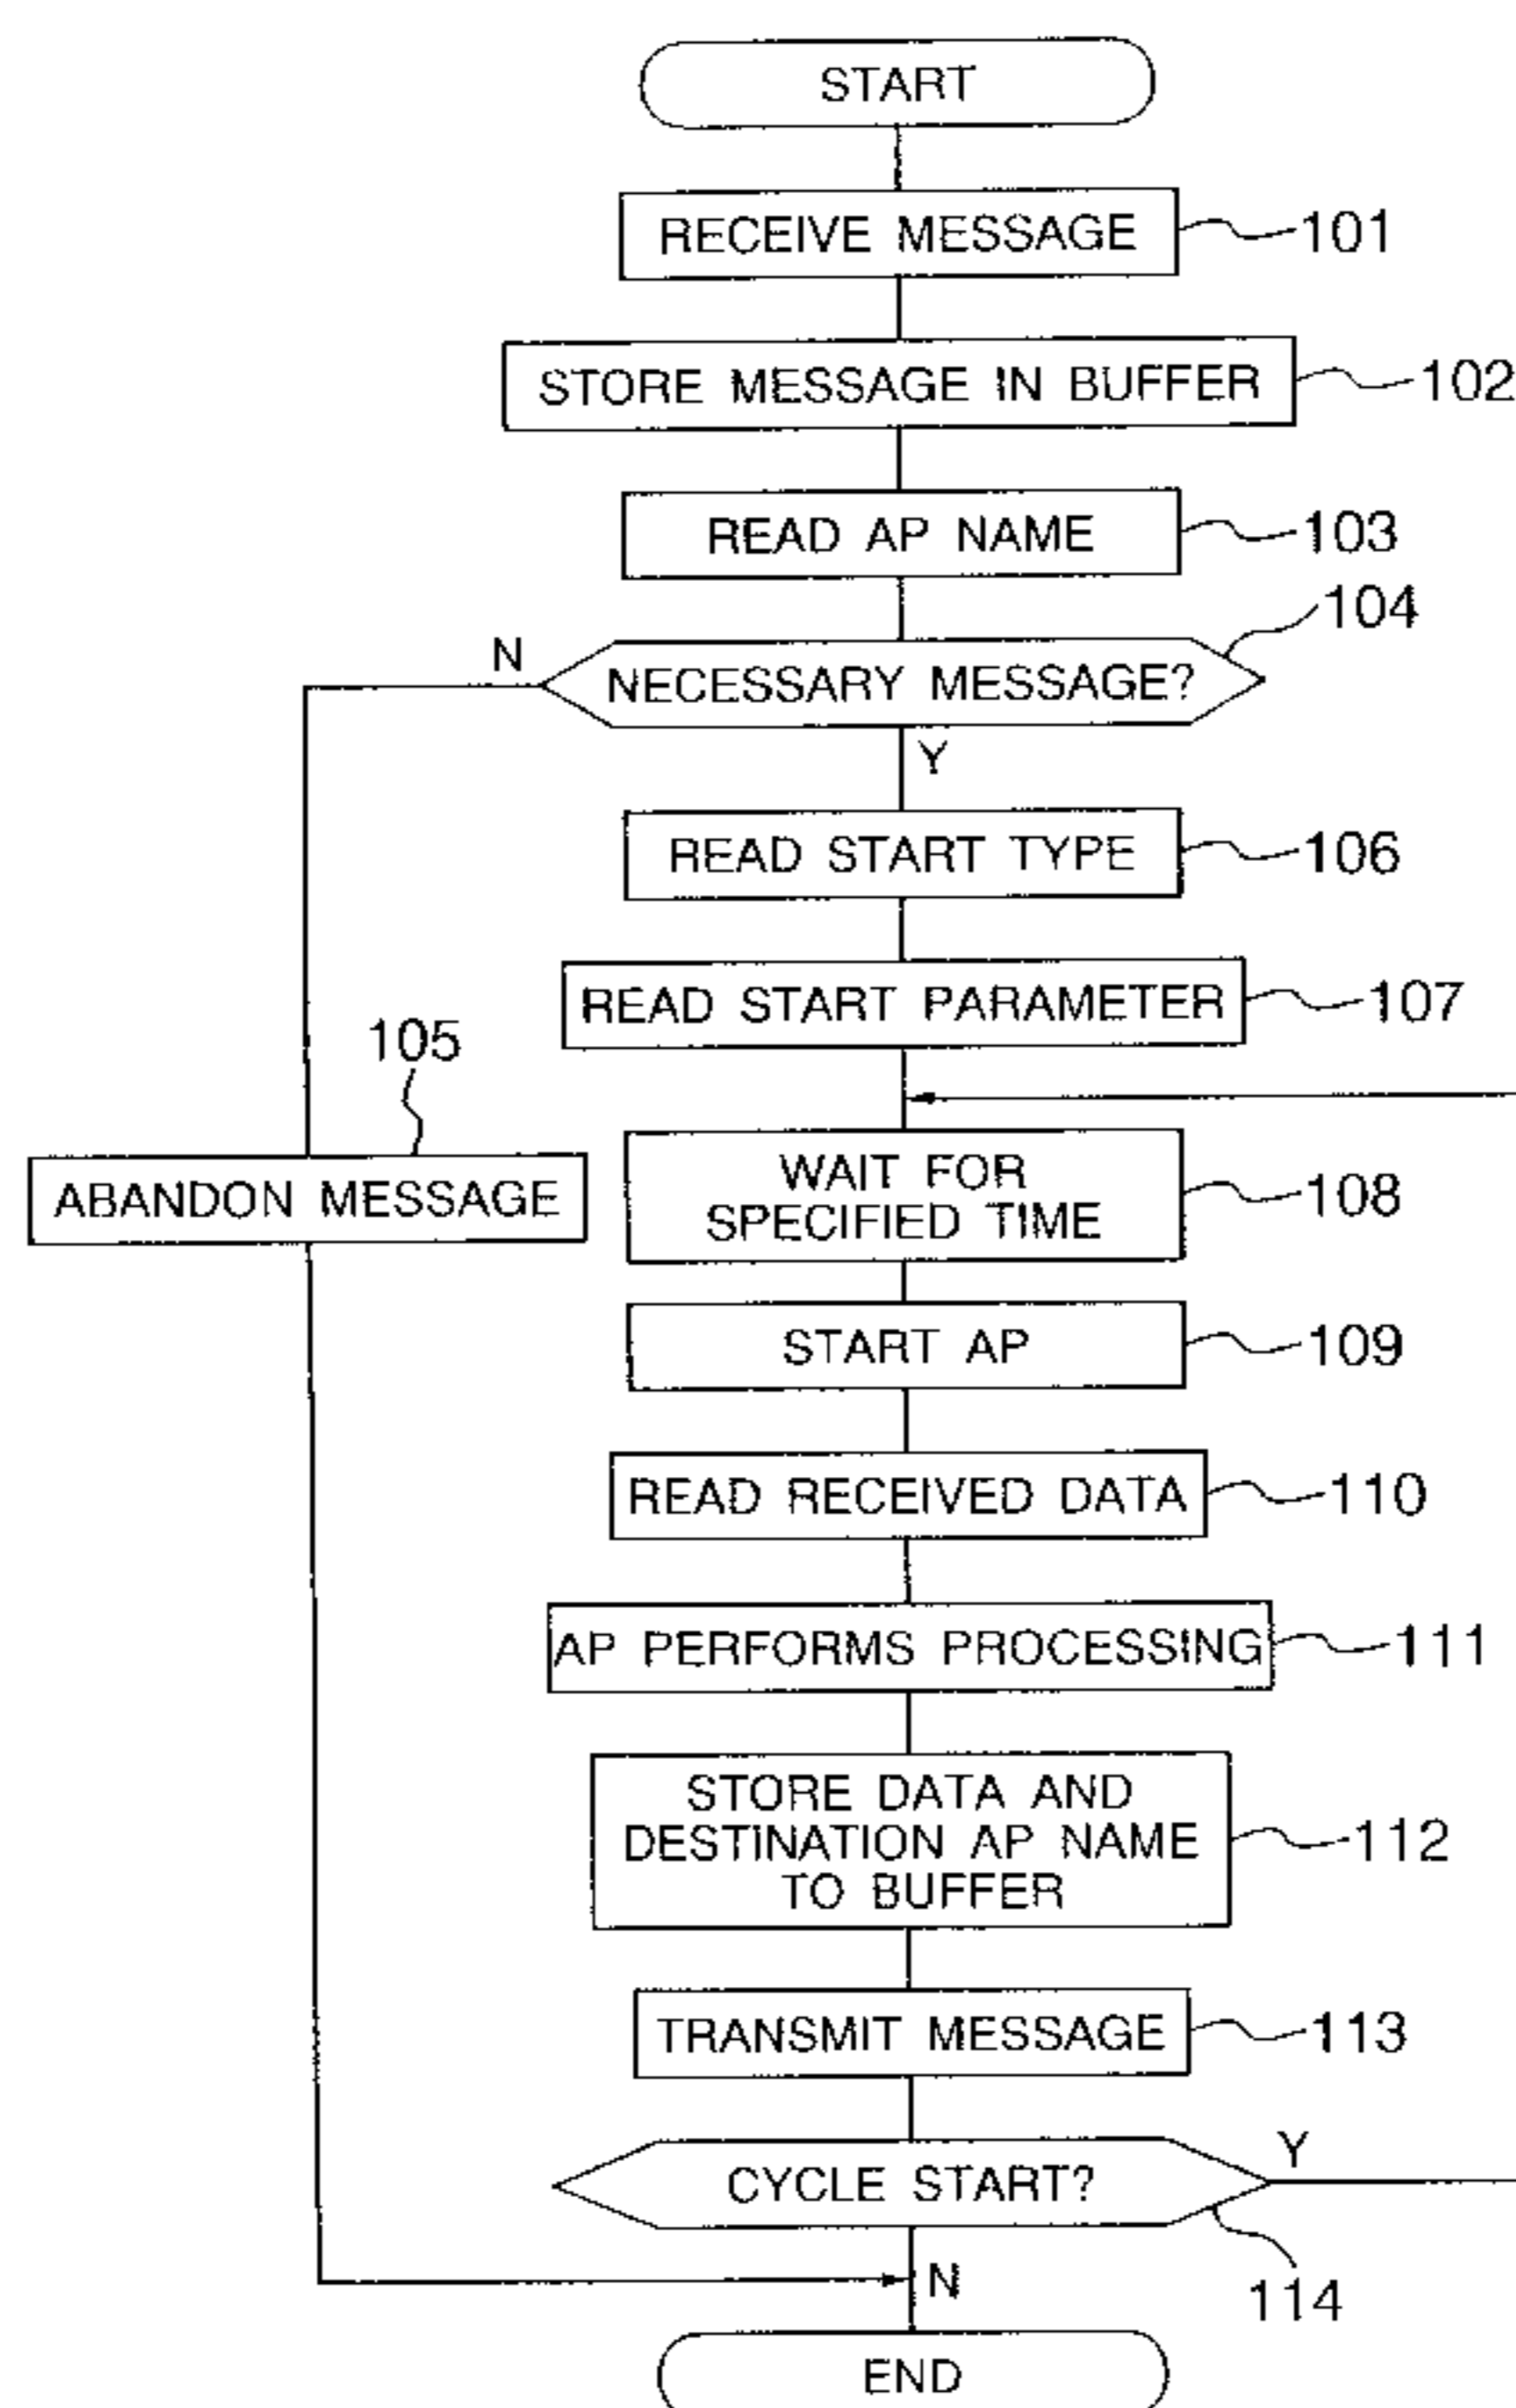 START
RECEIVE MESSAGE
101
STORE MESSAGE IN BUFFER
102
READ AP NAME
103
104
N
NECESSARY MESSAGE?
Y
READ START TYPE
106
READ START PARAMETER
107
105
ABANDON MESSAGE
WAIT FOR
SPECIFIED TIME
108
START AP
109
READ RECEIVED DATA
110
AP PERFORMS PROCESSING
111
STORE DATA AND
DESTINATION AP NAME
TO BUFFER
112
TRANSMIT MESSAGE
113
CYCLE START?
Y
N
114
END